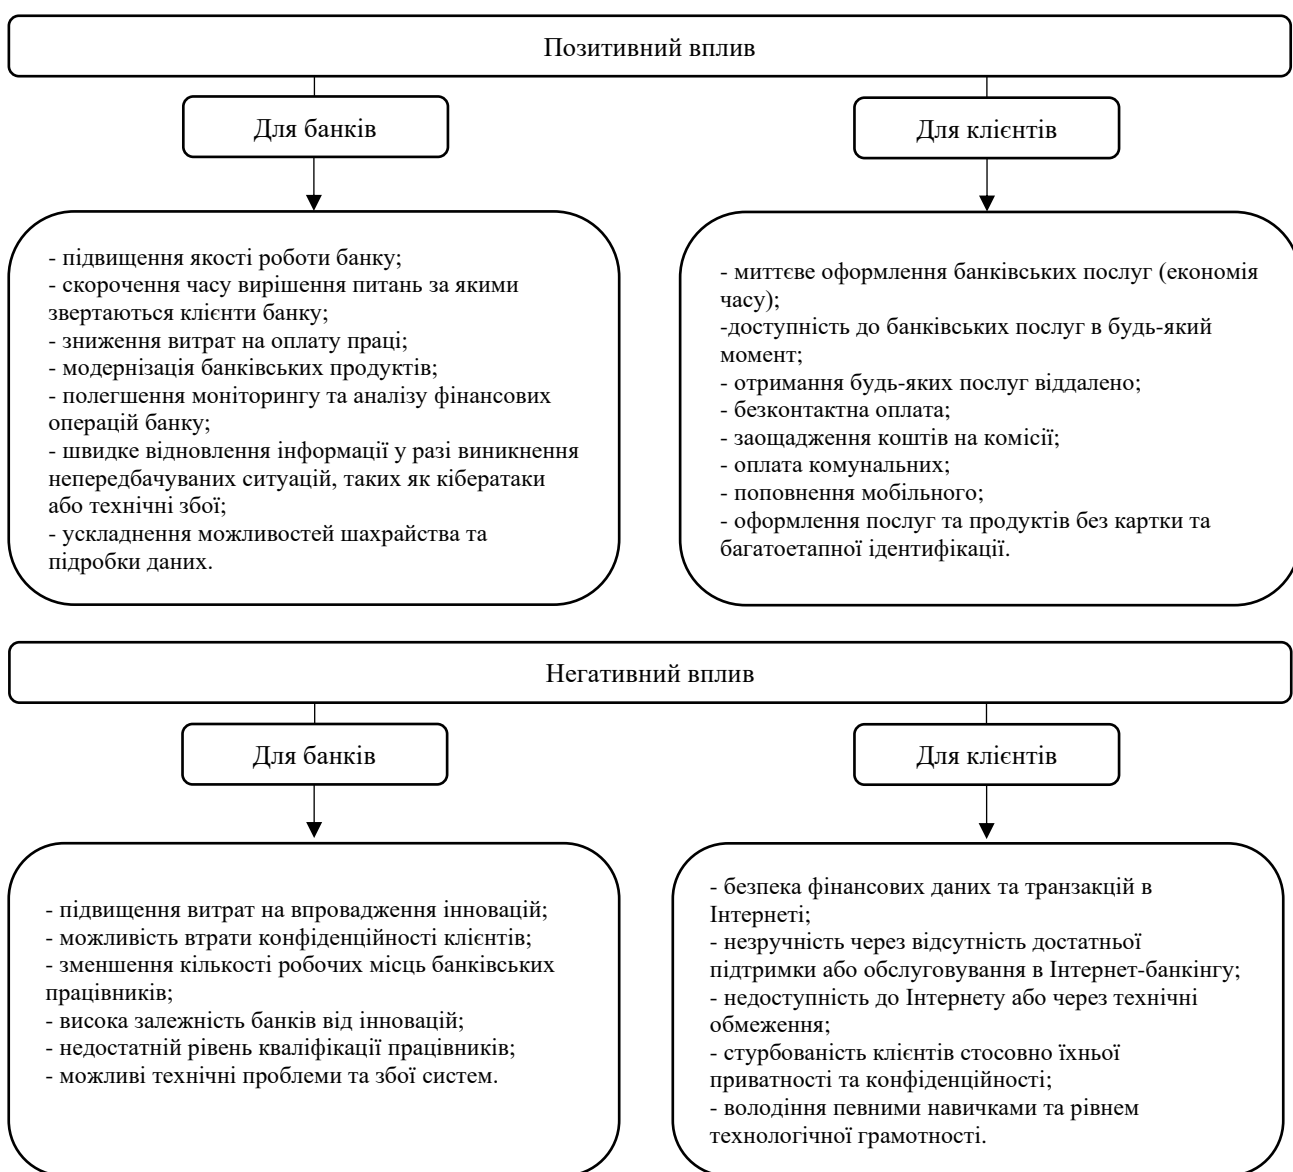 Позитивний вплив
Для банків
Для клієнтів
- підвищення якості роботи банку;
- скорочення часу вирішення питань за якими
звертаються клієнти банку;
- зниження витрат на оплату праці;
- модернізація банківських продуктів;
- полегшення моніторингу та аналізу фінансових
операцій банку;
- швидке відновлення інформації у разі виникнення
непередбачуваних ситуацій, таких як кібератаки
або технічні збої;
- ускладнення можливостей шахрайства та
підробки даних.
- миттєве оформлення банківських послуг (економія
часу);
-доступність до банківських послуг в будь-який
момент;
- отримання будь-яких послуг віддалено;
- безконтактна оплата;
- заощадження коштів на комісії;
- оплата комунальних;
- поповнення мобільного;
- оформлення послуг та продуктів без картки та
багатоетапної ідентифікації.
Негативний вплив
Для банків
Для клієнтів
- підвищення витрат на впровадження інновацій;
- можливість втрати конфіденційності клієнтів;
- зменшення кількості робочих місць банківських
працівників;
- висока залежність банків від інновацій;
- недостатній рівень кваліфікації працівників;
- можливі технічні проблеми та збої систем.
- безпека фінансових даних та транзакцій в
Інтернеті;
- незручність через відсутність достатньої
підтримки або обслуговування в Інтернет-банкінгу;
- недоступність до Інтернету або через технічні
обмеження;
- стурбованість клієнтів стосовно їхньої
приватності та конфіденційності;
- володіння певними навичками та рівнем
технологічної грамотності.